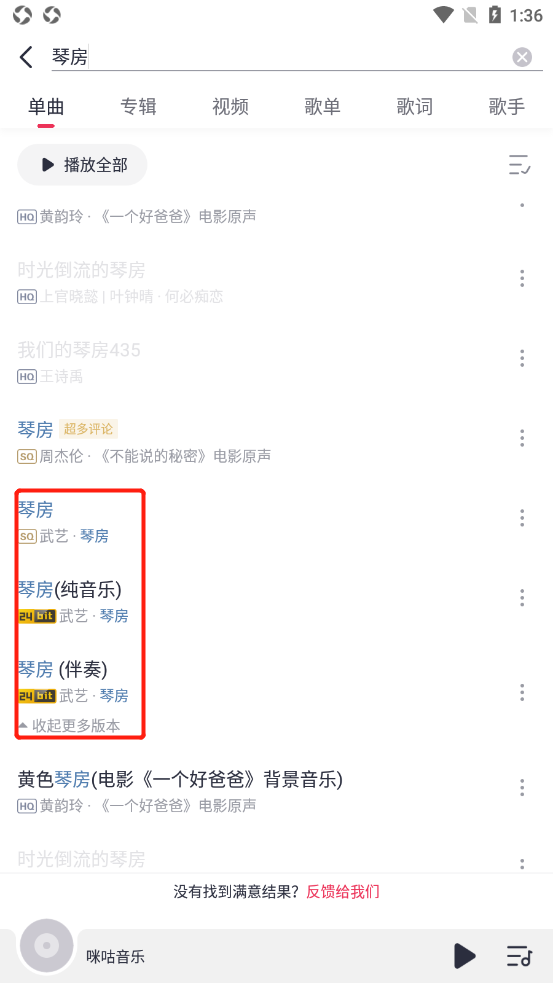 1:36
琴房
单曲 专辑 视频 歌单 歌词 歌手
播放全部
HQ 黄韵玲 · 《一个好爸爸》电影原声
时光倒流的琴房
HQ 上官晓懿 | 叶钟晴 · 何必痴恋
我们的琴房435
HQ 王诗禹
琴房 超多评论
SQ 周杰伦 · 《不能说的秘密》电影原声
琴房
SQ 武艺 · 琴房
琴房(纯音乐)
24bit 武艺 · 琴房
琴房 (伴奏)
24bit 武艺 · 琴房
收起更多版本
黄色琴房(电影《一个好爸爸》背景音乐)
HQ 黄韵玲 · 《一个好爸爸》电影原声
时光倒流的琴房
没有找到满意结果？反馈给我们
咪咕音乐